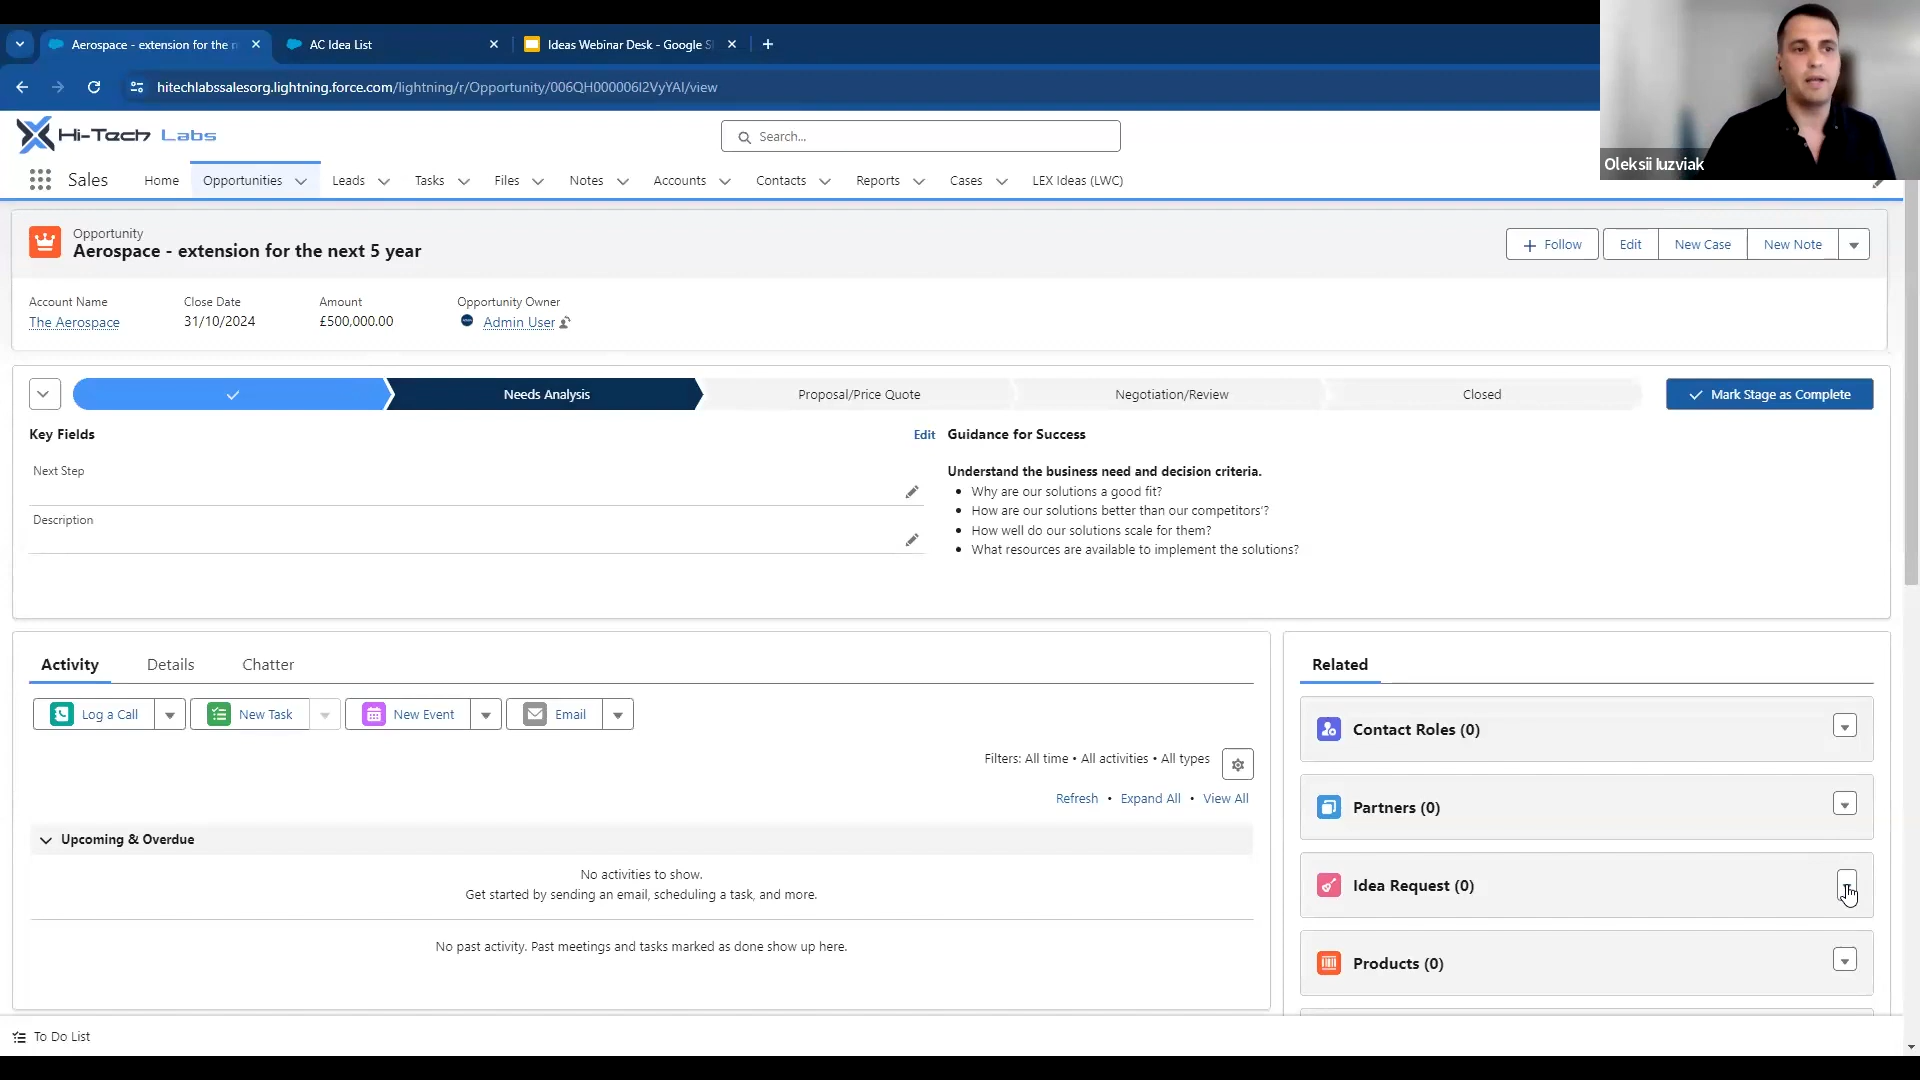 Aerospace - extension for the n
AC Idea List
Ideas Webinar Desk - Google S
hitechlabssalesorg.lightning.force.com/lightning/r/Opportunity/006QH000006I2VyYAI/view
Hi-Tech Labs
Search...
Oleksii Iuzviak
Sales
Home
Opportunities
Leads
Tasks
Files
Notes
Accounts
Contacts
Reports
Cases
LEX Ideas (LWC)
Opportunity
Aerospace - extension for the next 5 year
Follow
Edit
New Case
New Note
Account Name
Close Date
Amount
Opportunity Owner
The Aerospace
31/10/2024
£500,000.00
Admin User
Needs Analysis
Proposal/Price Quote
Negotiation/Review
Closed
Mark Stage as Complete
Key Fields
Edit
Guidance for Success
Next Step
Description
Understand the business need and decision criteria.
• Why are our solutions a good fit?
• How are our solutions better than our competitors'?
• How well do our solutions scale for them?
• What resources are available to implement the solutions?
Activity
Details
Chatter
Log a Call
New Task
New Event
Email
Filters: All time • All activities • All types
Refresh • Expand All • View All
Upcoming & Overdue
No activities to show.
Get started by sending an email, scheduling a task, and more.
No past activity. Past meetings and tasks marked as done show up here.
Related
Contact Roles (0)
Partners (0)
Idea Request (0)
Products (0)
To Do List